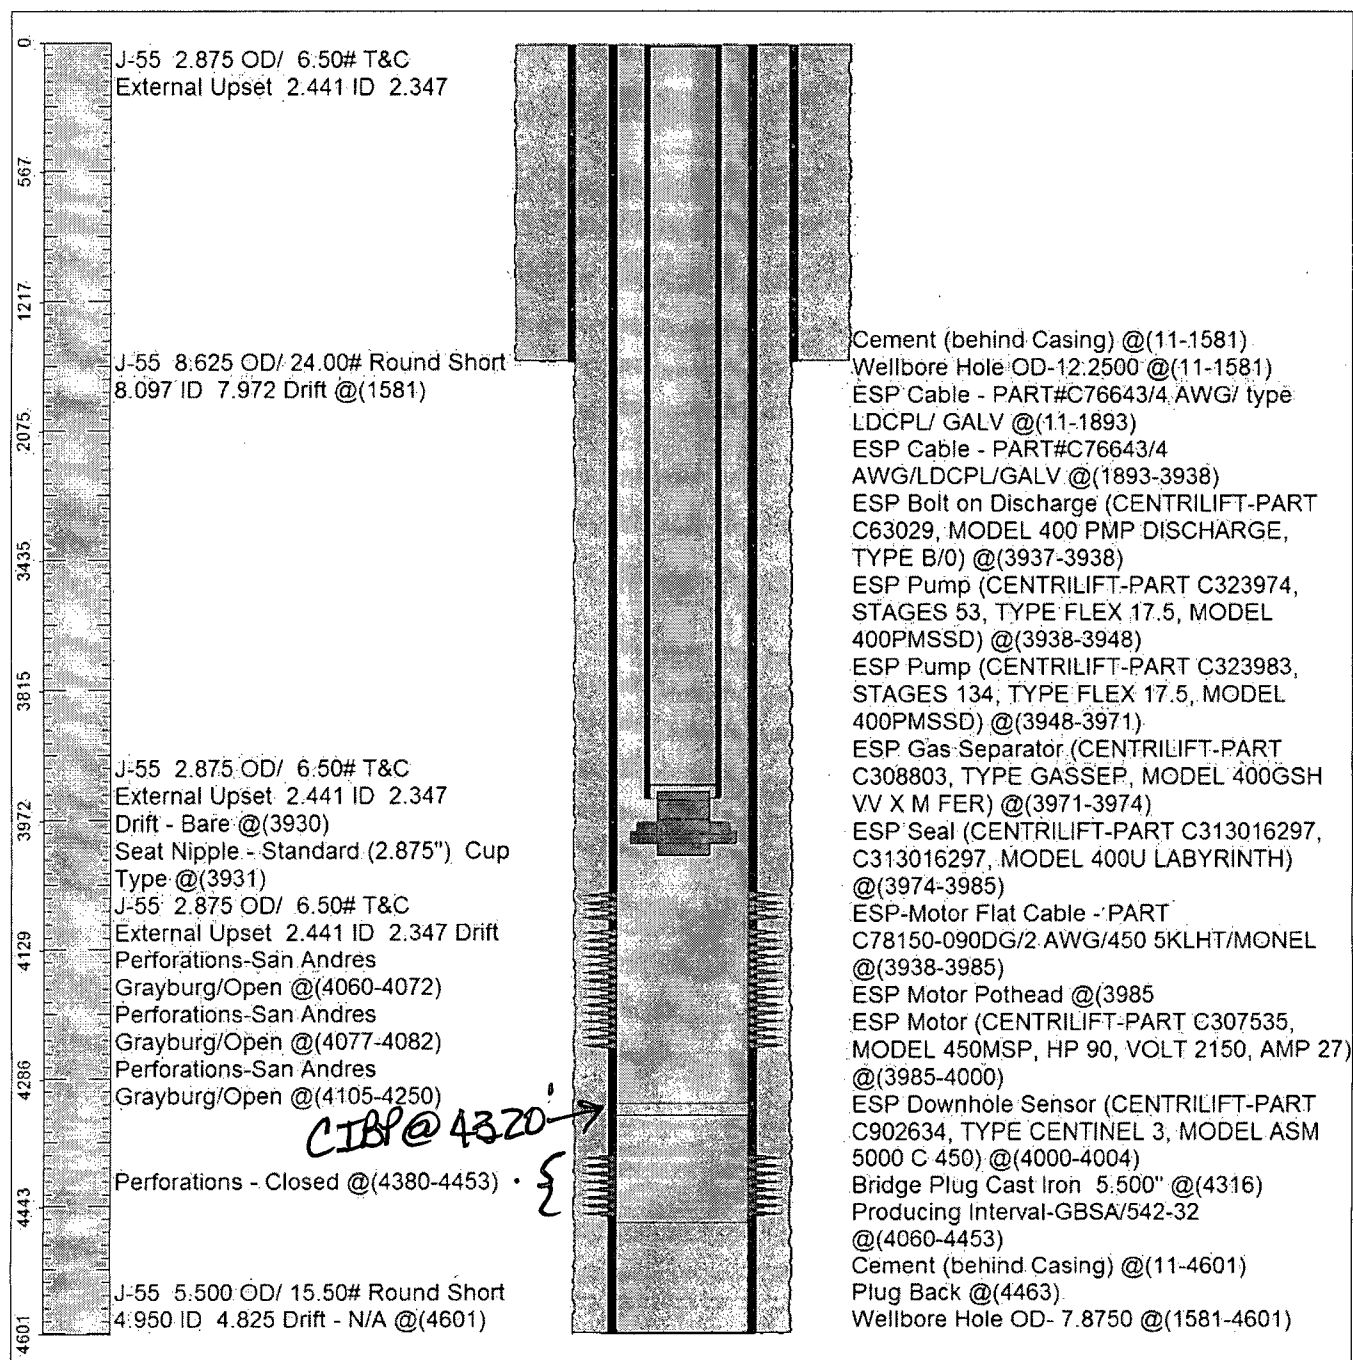 0
567
1217
2075
3435
3815
3972
4129
4286
4443
4601
J-55 2.875 OD/ 6.50# T&C
External Upset 2.441 ID 2.347
J-55 8.625 OD/ 24.00# Round Short
8.097 ID 7.972 Drift @(1581)
J-55 2.875 OD/ 6.50# T&C
External Upset 2.441 ID 2.347
Drift - Bare @(3930)
Seat Nipple - Standard (2.875") Cup
Type @(3931)
J-55 2.875 OD/ 6.50# T&C
External Upset 2.441 ID 2.347 Drift
Perforations-San Andres
Grayburg/Open @(4060-4072)
Perforations-San Andres
Grayburg/Open @(4077-4082)
Perforations-San Andres
Grayburg/Open @(4105-4250)
CIBP @ 4320'
Perforations - Closed @(4380-4453)
J-55 5.500 OD/ 15.50# Round Short
4.950 ID 4.825 Drift - N/A @(4601)
Cement (behind Casing) @(11-1581)
Wellbore Hole OD-12.2500 @(11-1581)
ESP Cable - PART#C76643/4 AWG/ type
LDCPL/ GALV @(11-1893)
ESP Cable - PART#C76643/4
AWG/LDCPL/GALV @(1893-3938)
ESP Bolt on Discharge (CENTRILIFT-PART
C63029, MODEL 400 PMP DISCHARGE,
TYPE B/0) @(3937-3938)
ESP Pump (CENTRILIFT-PART C323974,
STAGES 53, TYPE FLEX 17.5, MODEL
400PMSSD) @(3938-3948)
ESP Pump (CENTRILIFT-PART C323983,
STAGES 134, TYPE FLEX 17.5, MODEL
400PMSSD) @(3948-3971)
ESP Gas Separator (CENTRILIFT-PART
C308803, TYPE GASSEP, MODEL 400GSH
VV X M FER) @(3971-3974)
ESP Seal (CENTRILIFT-PART C313016297,
C313016297, MODEL 400U LABYRINTH)
@(3974-3985)
ESP-Motor Flat Cable - PART
C78150-090DG/2 AWG/450 5KLHT/MONEL
@(3938-3985)
ESP Motor Pothead @(3985
ESP Motor (CENTRILIFT-PART C307535,
MODEL 450MSP, HP 90, VOLT 2150, AMP 27)
@(3985-4000)
ESP Downhole Sensor (CENTRILIFT-PART
C902634, TYPE CENTINEL 3, MODEL ASM
5000 C 450) @(4000-4004)
Bridge Plug Cast Iron 5.500" @(4316)
Producing Interval-GBSA/542-32
@(4060-4453)
Cement (behind Casing) @(11-4601)
Plug Back @(4463)
Wellbore Hole OD- 7.8750 @(1581-4601)